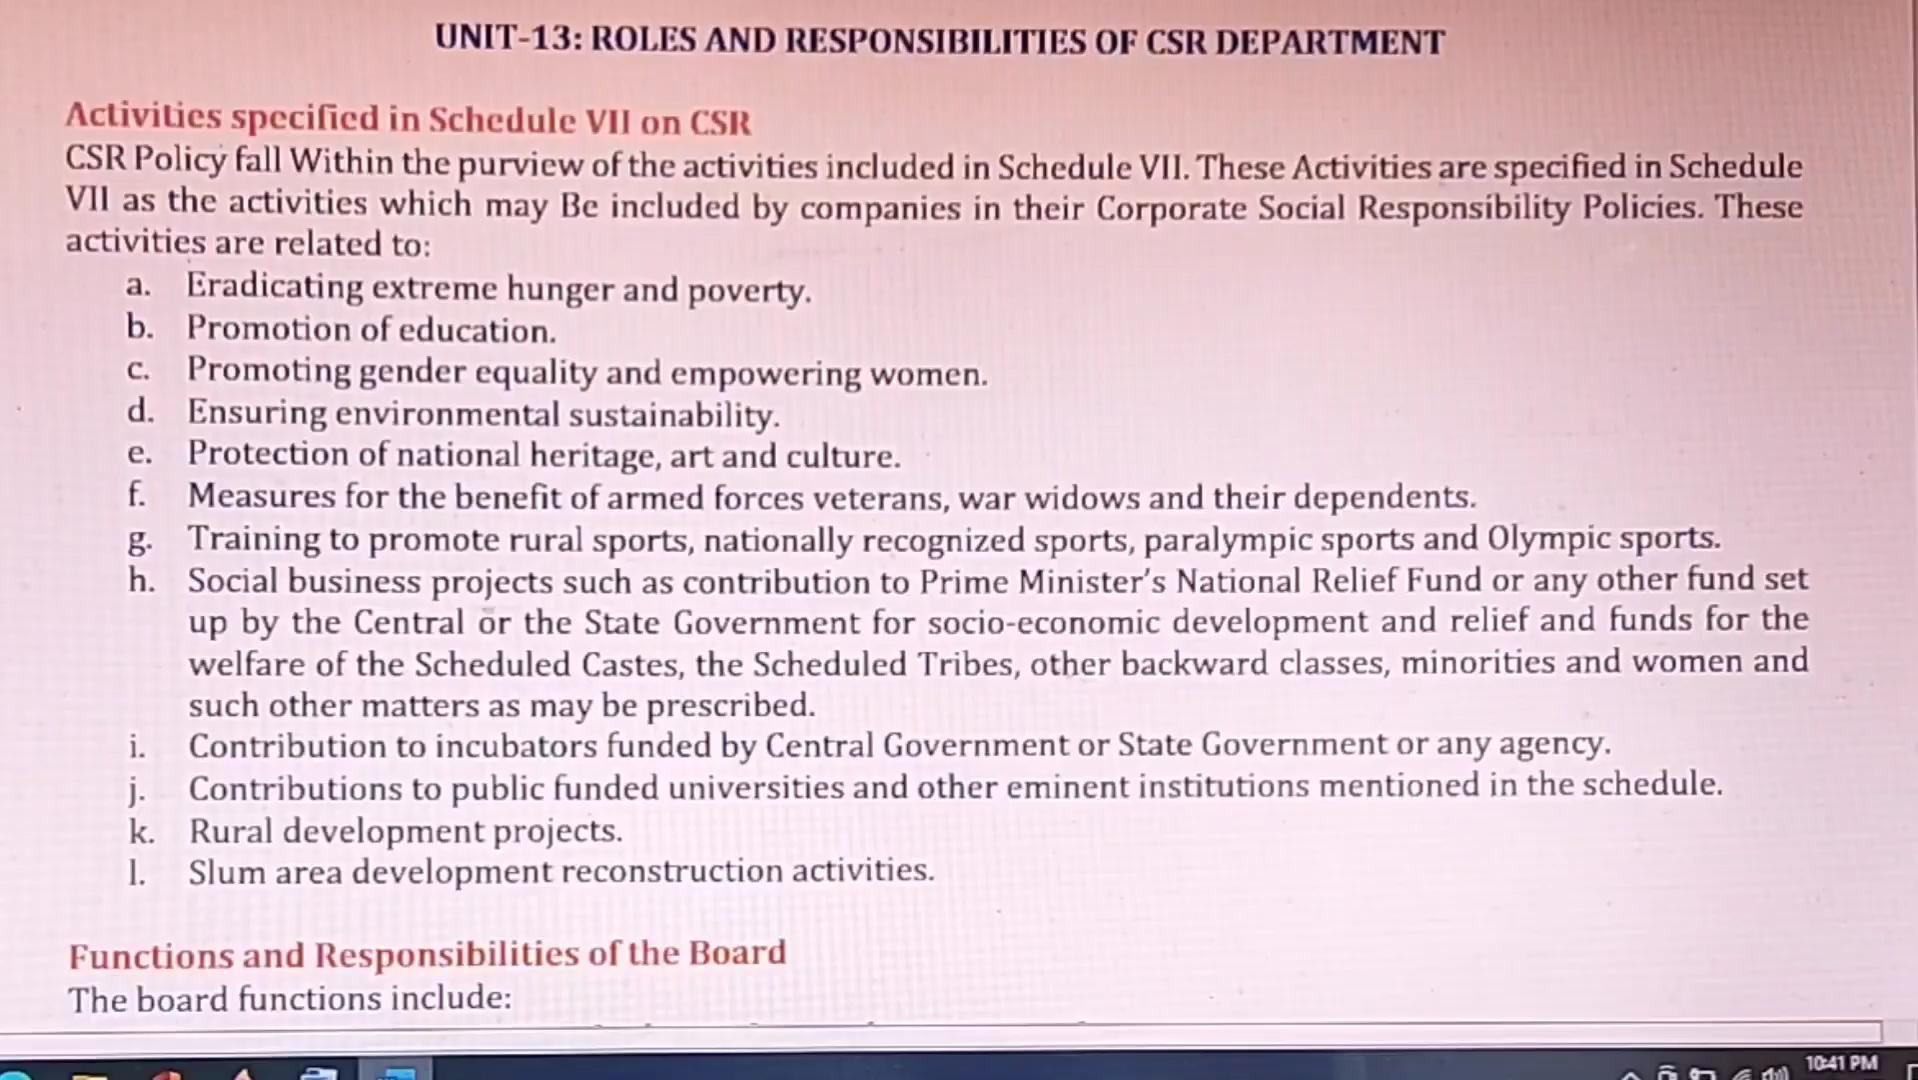 UNIT-13: ROLES AND RESPONSIBILITIES OF CSR DEPARTMENT
Activities specified in Schedule VII on CSR
CSR Policy fall Within the purview of the activities included in Schedule VII. These Activities are specified in Schedule
VII as the activities which may Be included by companies in their Corporate Social Responsibility Policies. These
activities are related to:
a. Eradicating extreme hunger and poverty.
b. Promotion of education.
c. Promoting gender equality and empowering women.
d. Ensuring environmental sustainability.
e. Protection of national heritage, art and culture.
f. Measures for the benefit of armed forces veterans, war widows and their dependents.
g. Training to promote rural sports, nationally recognized sports, paralympic sports and Olympic sports.
h. Social business projects such as contribution to Prime Minister's National Relief Fund or any other fund set
up by the Central or the State Government for socio-economic development and relief and funds for the
welfare of the Scheduled Castes, the Scheduled Tribes, other backward classes, minorities and women and
such other matters as may be prescribed.
i. Contribution to incubators funded by Central Government or State Government or any agency.
j. Contributions to public funded universities and other eminent institutions mentioned in the schedule.
k. Rural development projects.
l. Slum area development reconstruction activities.
Functions and Responsibilities of the Board
The board functions include:
10:41 PM